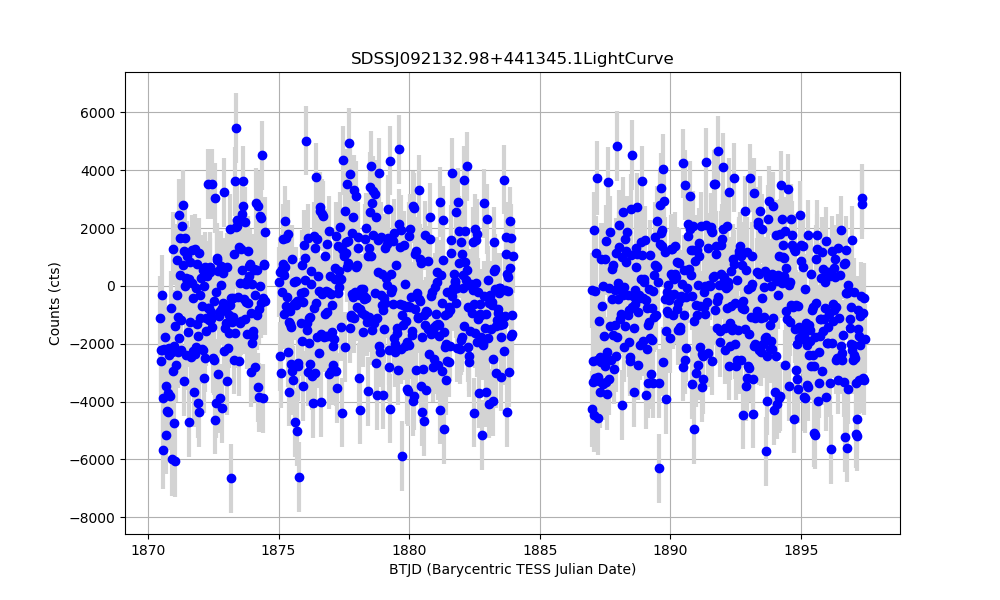 SDSSJ092132.98+441345.1LightCurve
6000
4000
2000
0
−2000
−4000
−6000
−8000
Counts (cts)
1870 1875 1880 1885 1890 1895
BTJD (Barycentric TESS Julian Date)